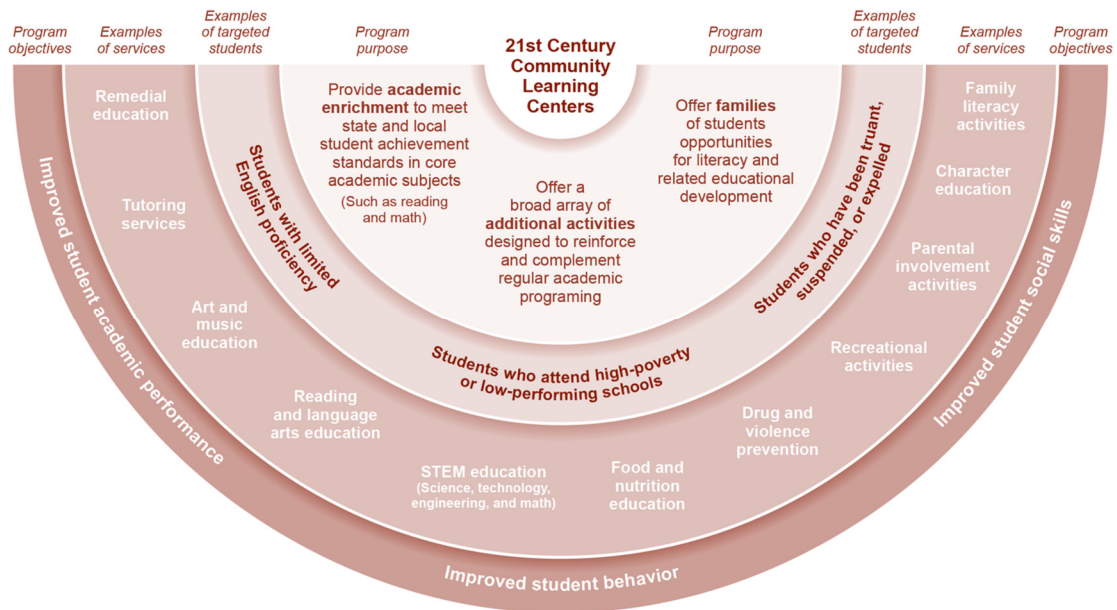 Program
objectives
Examples
of services
Examples
of targeted
students
Program
purpose
21st Century
Community
Learning
Centers
Program
purpose
Examples
of targeted
students
Examples
of services
Program
objectives
Provide academic
enrichment to meet
state and local
student achievement
standards in core
academic subjects
(Such as reading
and math)
Offer a
broad array of
additional activities
designed to reinforce
and complement
regular academic
programing
Offer families
of students
opportunities
for literacy and
related educational
development
Students with limited
English proficiency
Students who attend high-poverty
or low-performing schools
Students who have been truant,
suspended, or expelled
Remedial
education
Tutoring
services
Art and
music
education
Reading
and language
arts education
STEM education
(Science, technology,
engineering, and math)
Food and
nutrition
education
Drug and
violence
prevention
Recreational
activities
Parental
involvement
activities
Character
education
Family
literacy
activities
Improved student academic performance
Improved student behavior
Improved student social skills